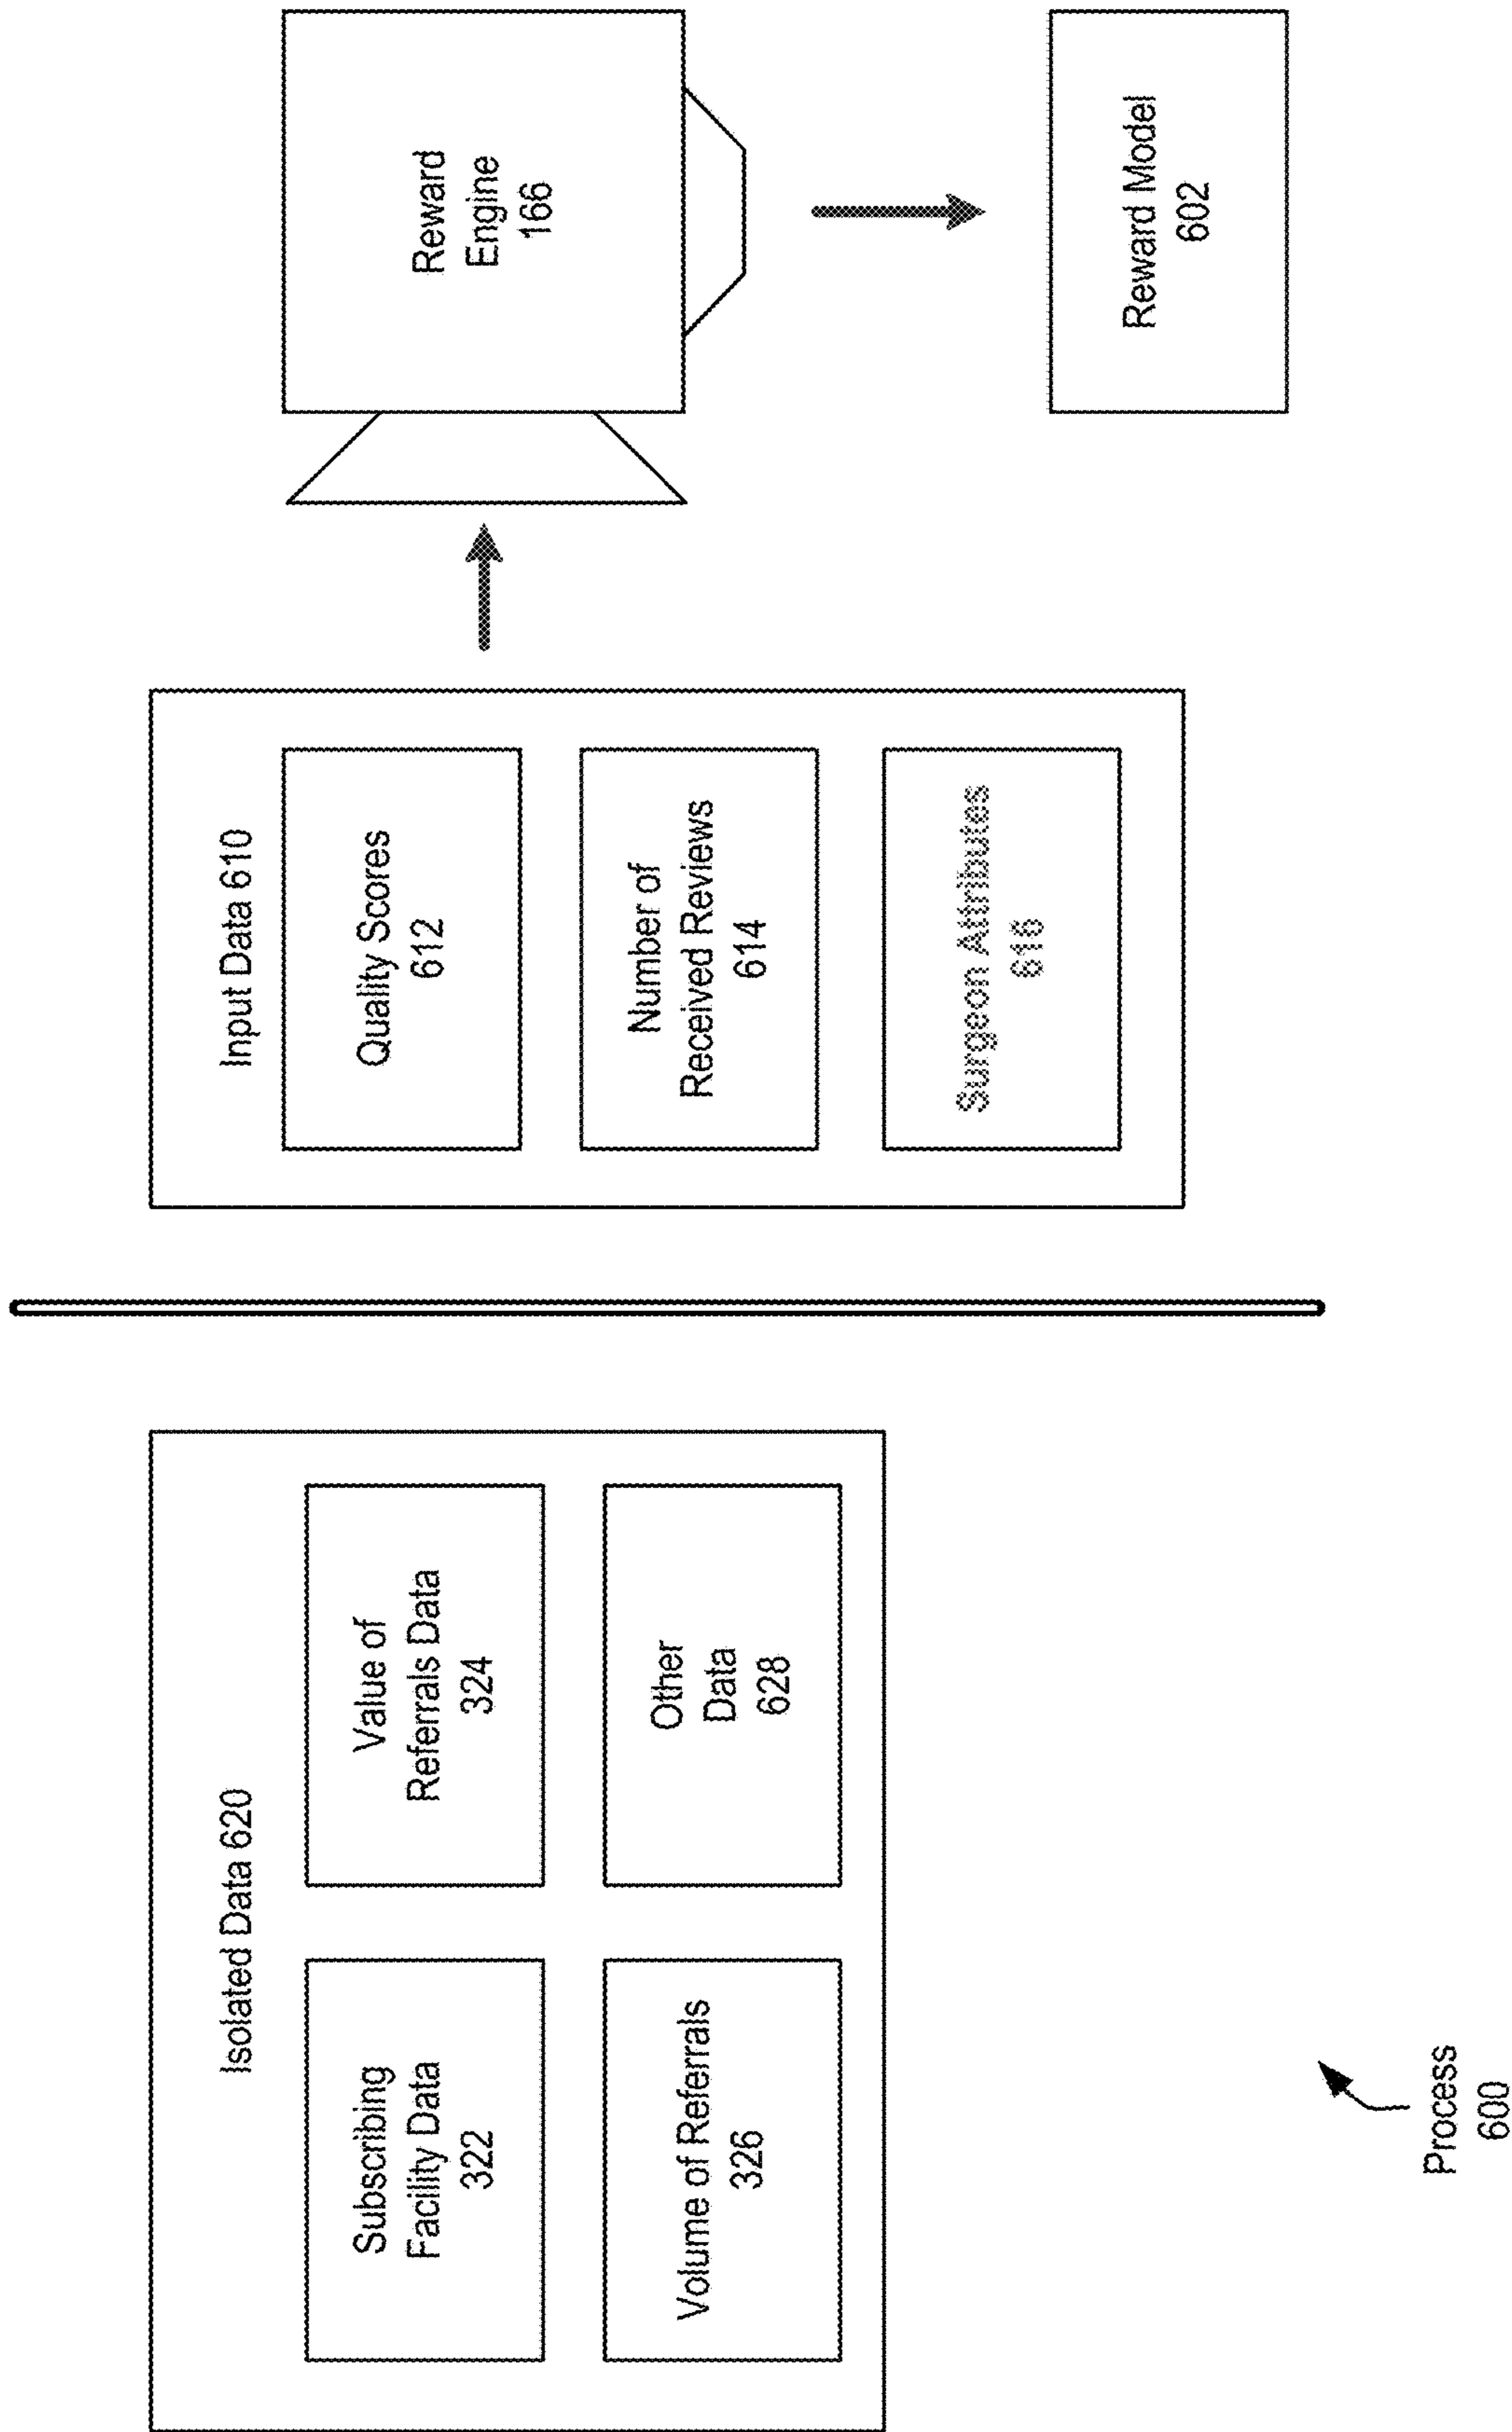 Isolated Data 620
Subscribing
Facility Data
322
Value of
Referrals Data
324
Volume of Referrals
326
Other
Data
628
Input Data 610
Quality Scores
612
Number of
Received Reviews
614
Surgeon Attributes
616
Reward
Engine
166
Reward Model
602
Process
600